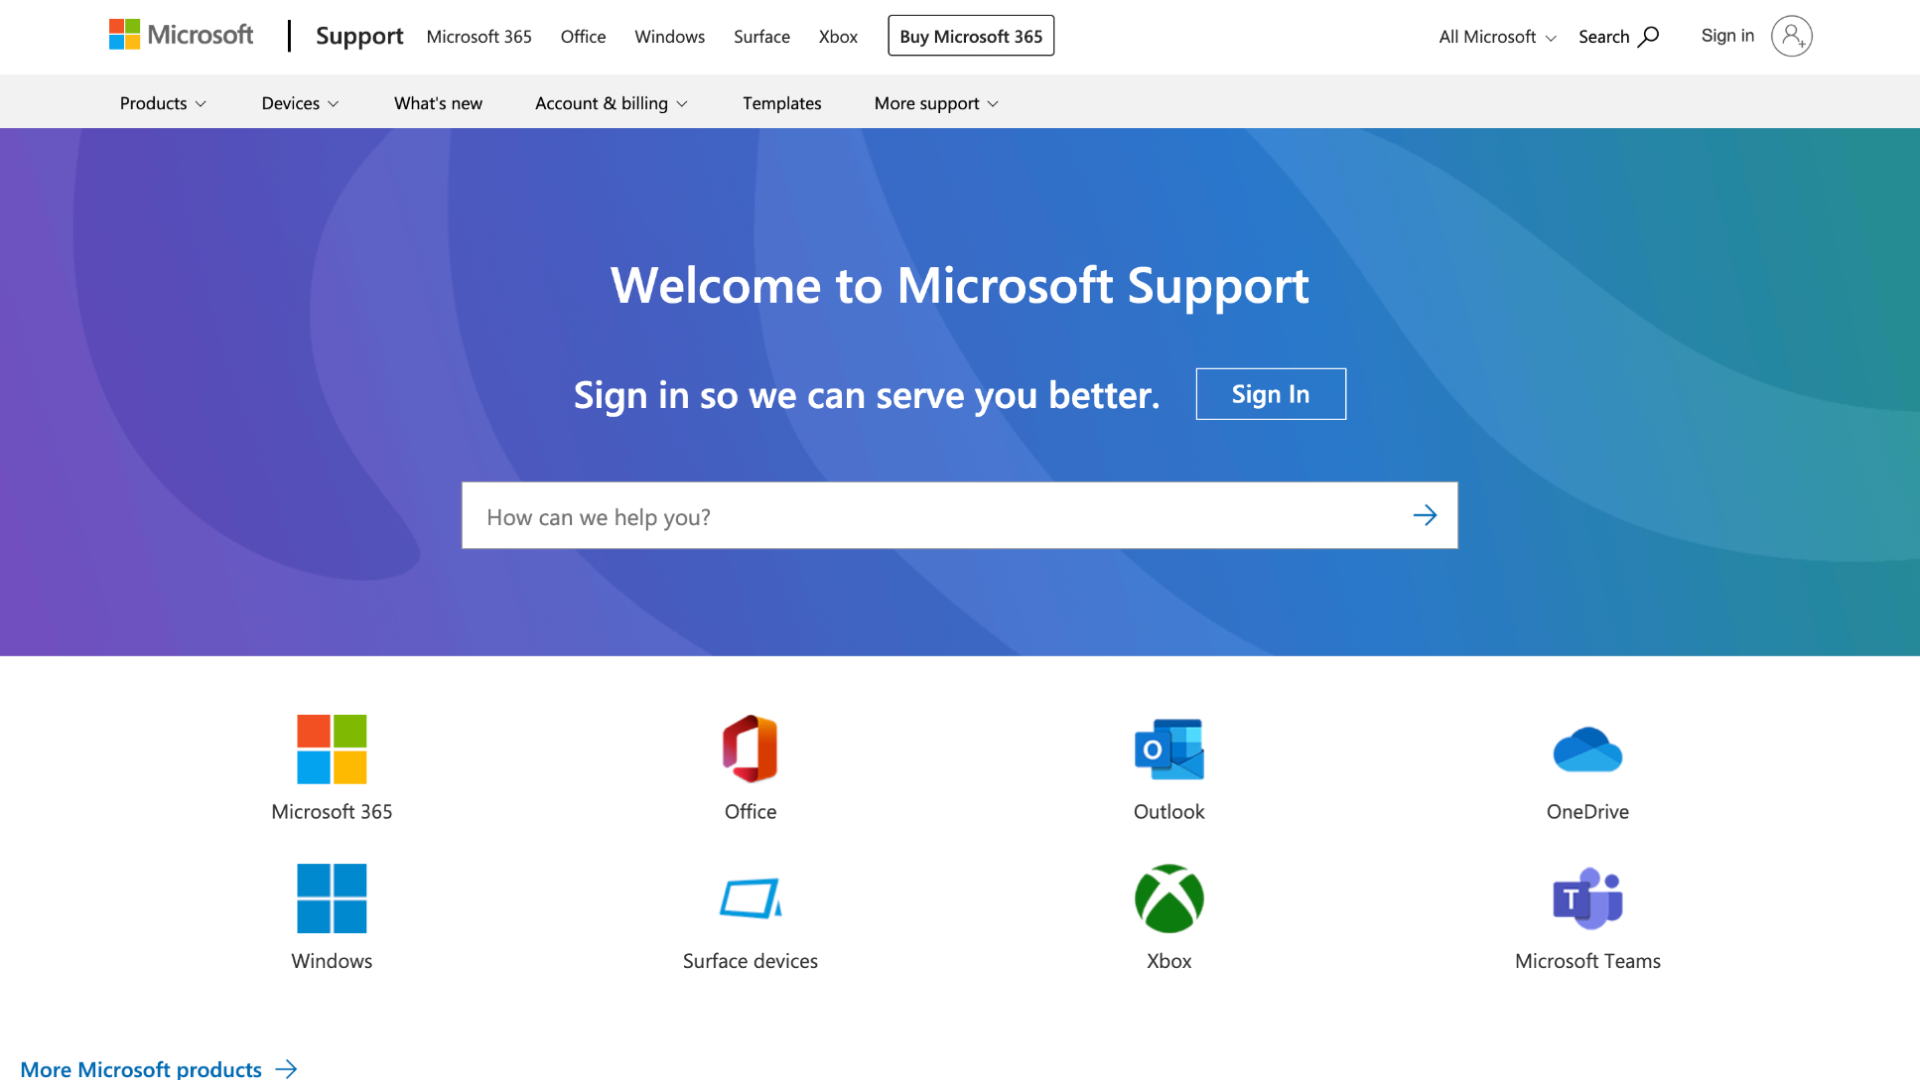 Microsoft Support Microsoft 365 Office Windows Surface Xbox Buy Microsoft 365 All Microsoft Search Sign in
Products Devices What's new Account & billing Templates More support
Welcome to Microsoft Support
Sign in so we can serve you better. Sign In
How can we help you?
Microsoft 365 Office Outlook OneDrive
Windows Surface devices Xbox Microsoft Teams
More Microsoft products